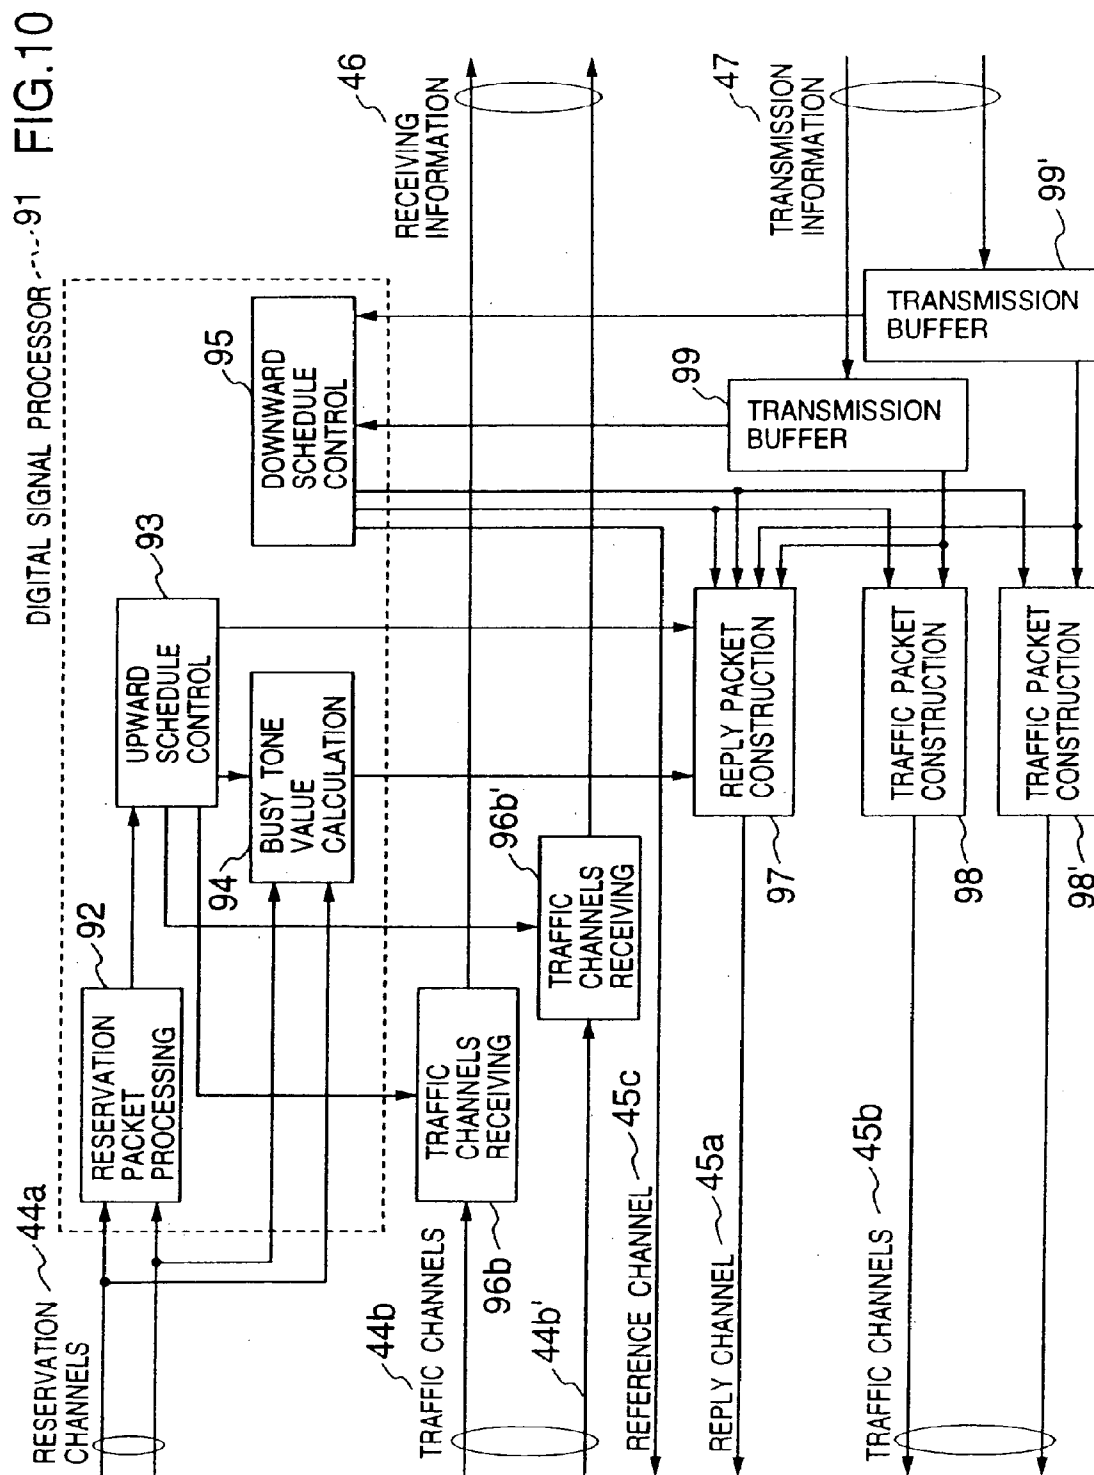 FIG.10
DIGITAL SIGNAL PROCESSOR 91
RESERVATION
CHANNELS
44a
RESERVATION
PACKET
PROCESSING
92
UPWARD
SCHEDULE
CONTROL
93
BUSY TONE
VALUE
CALCULATION
94
DOWNWARD
SCHEDULE
CONTROL
95
RECEIVING
INFORMATION
46
TRAFFIC CHANNELS
44b
44b'
TRAFFIC
CHANNELS
RECEIVING
96b
TRAFFIC
CHANNELS
RECEIVING
96b'
REFERENCE CHANNEL 45c
REPLY CHANNEL 45a
REPLY PACKET
CONSTRUCTION
97
TRANSMISSION
INFORMATION
47
TRANSMISSION
BUFFER
99
TRANSMISSION
BUFFER
99'
TRAFFIC CHANNELS 45b
TRAFFIC PACKET
CONSTRUCTION
98
TRAFFIC PACKET
CONSTRUCTION
98'